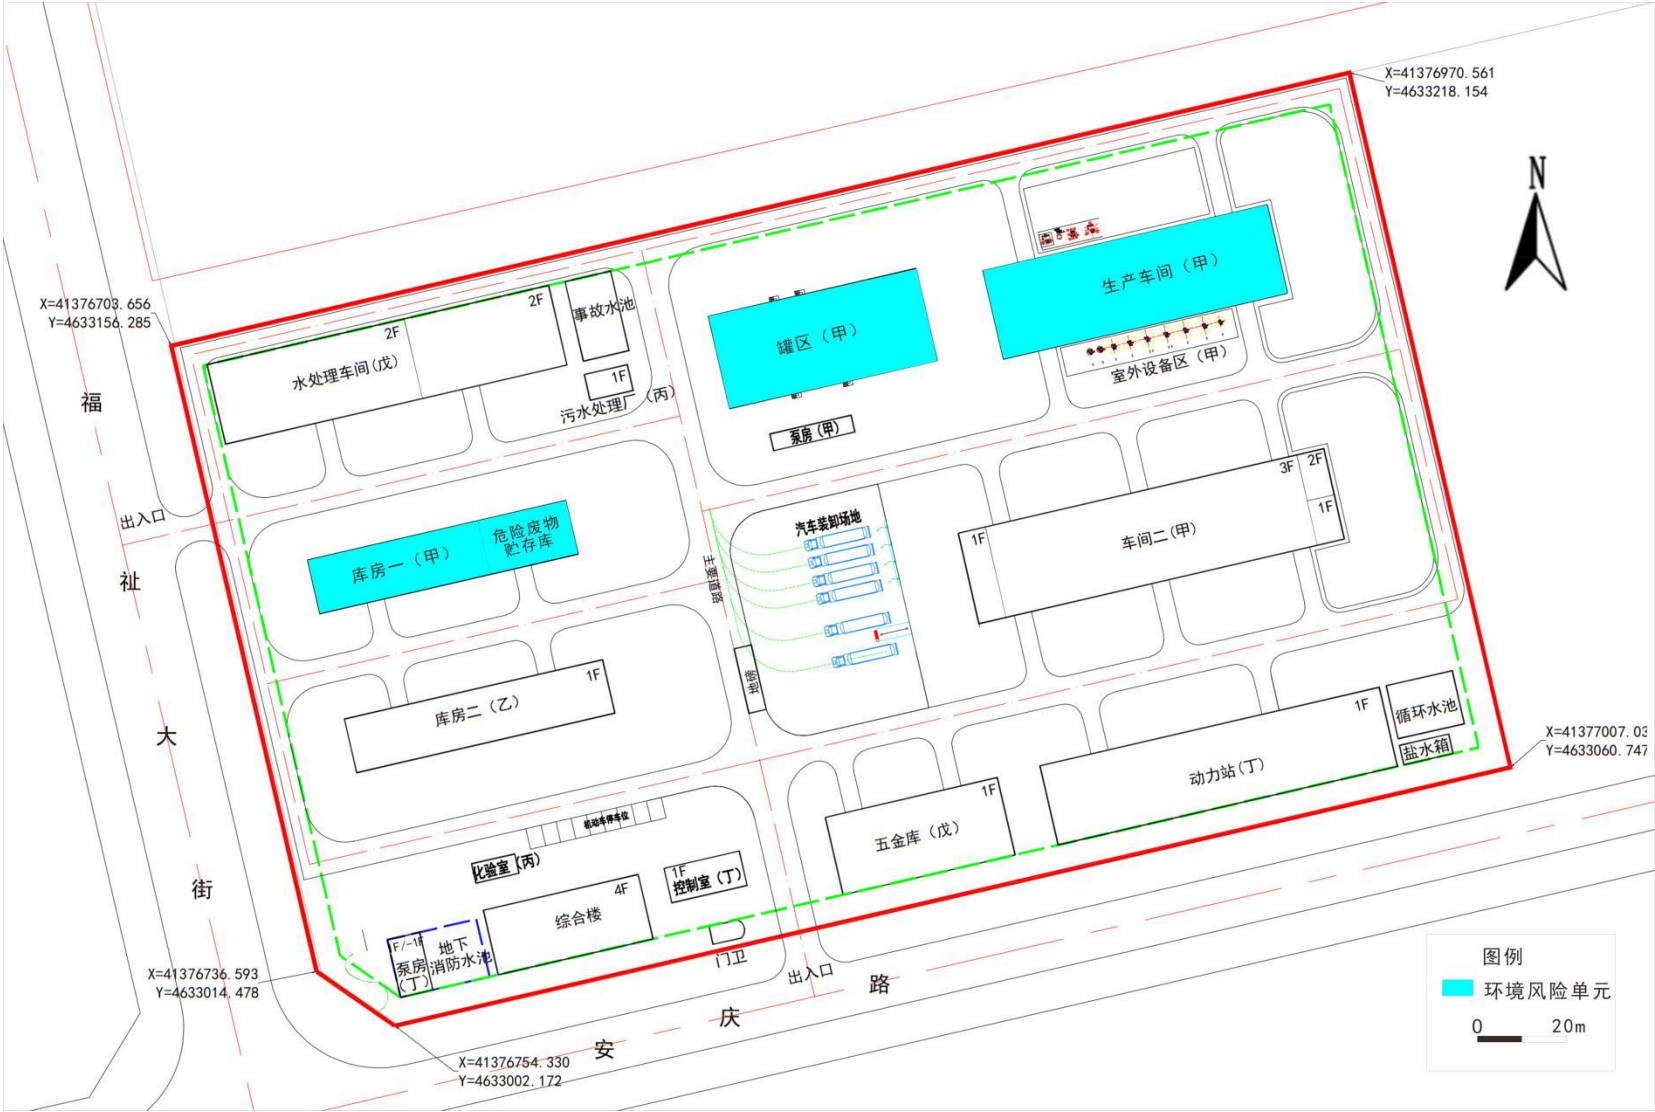 X=41376970.561
Y=4633218.154
N
X=41376703.656
Y=4633156.285
2F
2F
事故水池
水处理车间(戊)
1F
污水处理厂（丙）
罐区（甲）
泵房（甲）
生产车间（甲）
室外设备区（甲）
福
祉
大
街
出入口
库房一（甲）
危险废物
贮存库
主要道路
汽车装卸场地
地磅
1F
车间二(甲)
3F
2F
1F
库房二（乙）
1F
循环水池
盐水箱
动力站(丁)
1F
五金库（戊）
1F
X=41377007.03
Y=4633060.747
机动车停车位
化验室（丙）
1F
控制室（丁）
综合楼
4F
1F/-1F
泵房
(丁)
地下
消防水池
门卫
出入口
安
庆
路
X=41376736.593
Y=4633014.478
X=41376754.330
Y=4633002.172
图例
环境风险单元
0
20m